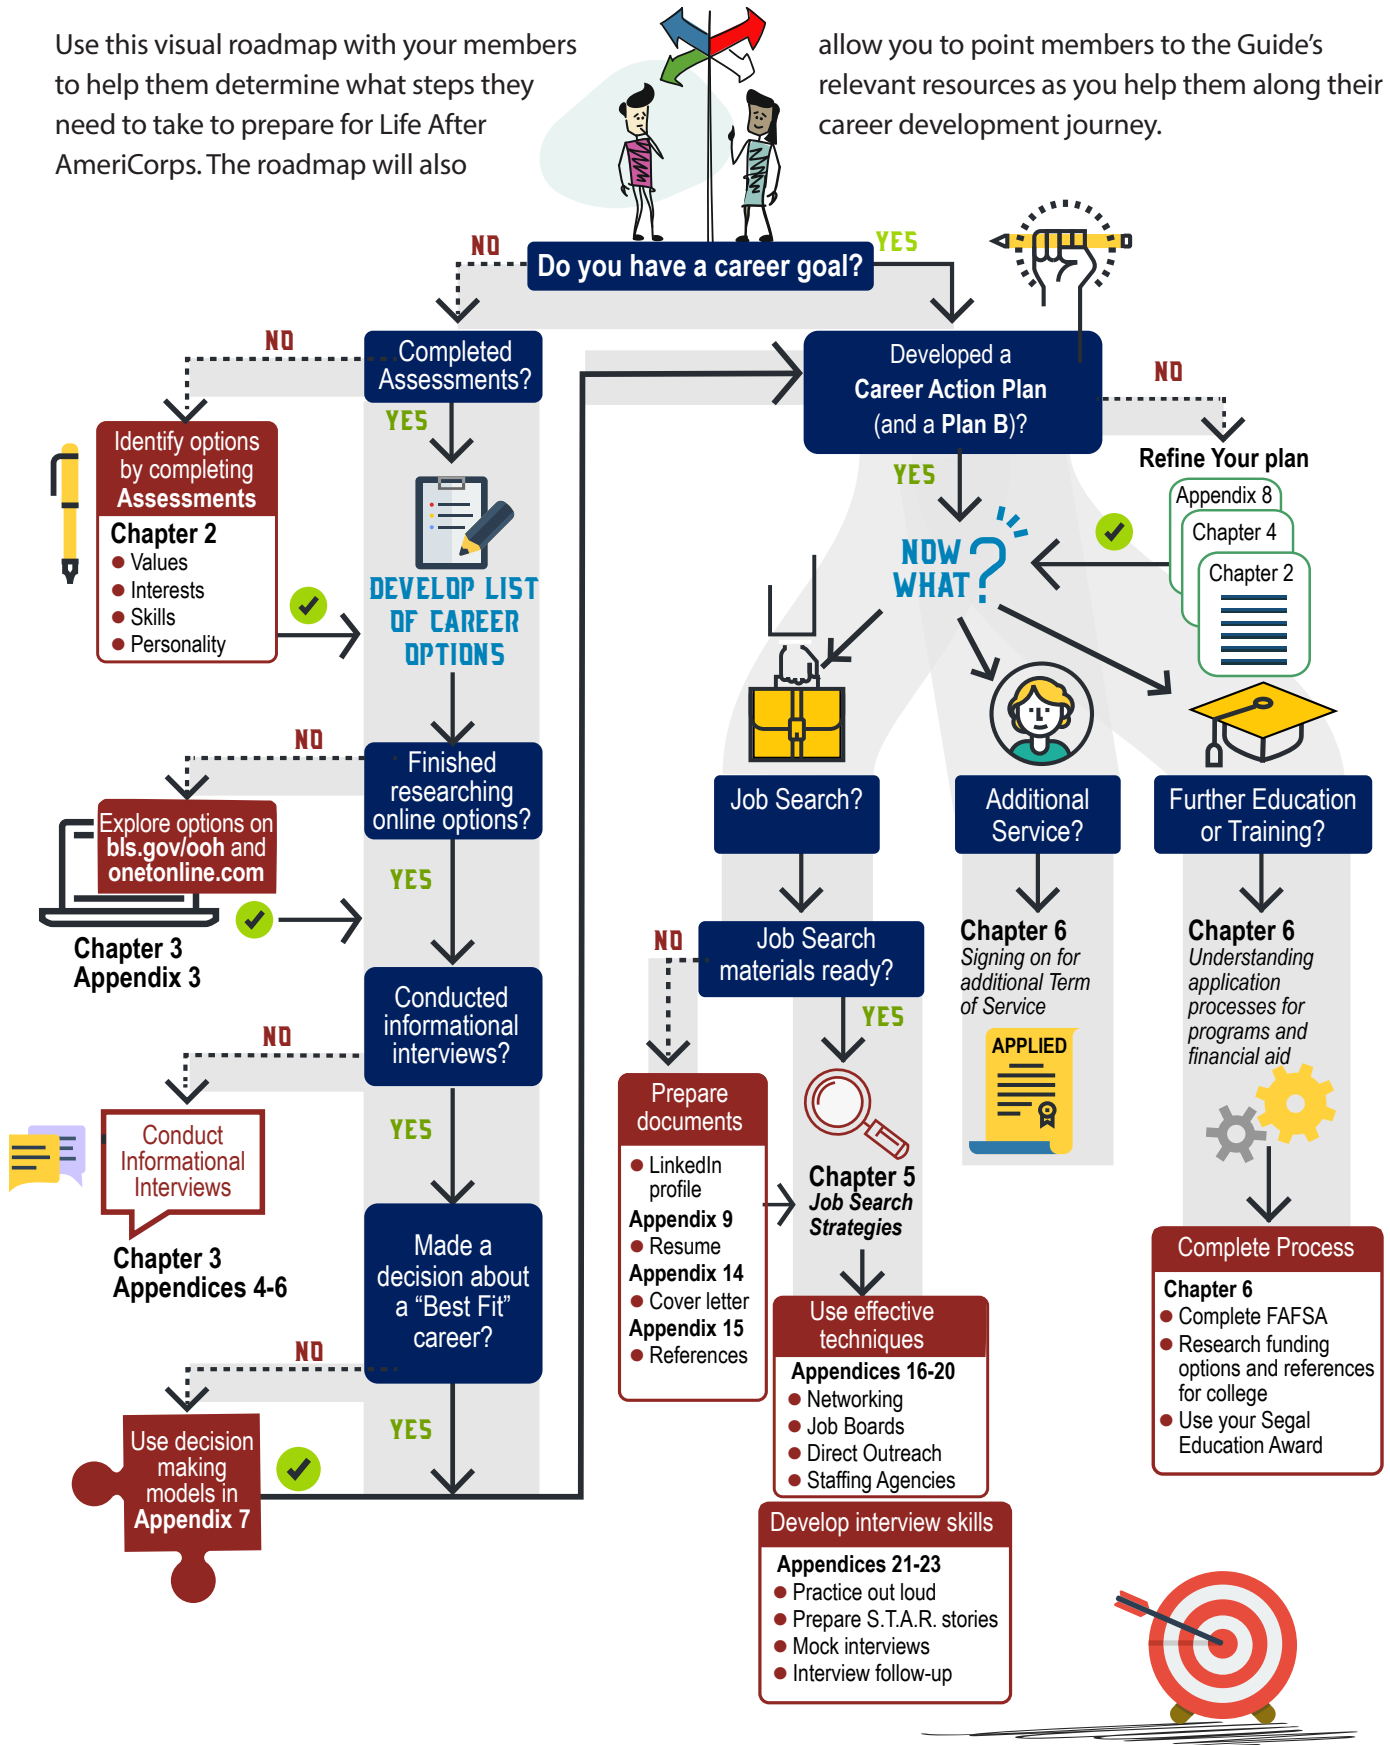 Use this visual roadmap with your members
to help them determine what steps they
need to take to prepare for Life After
AmeriCorps. The roadmap will also
allow you to point members to the Guide's
relevant resources as you help them along their
career development journey.
NO
YES
Do you have a career goal?
NO
Completed
Assessments?
YES
Identify options
by completing
Assessments
Chapter 2
Values
Interests
Skills
Personality
DEVELOP LIST
OF CAREER
OPTIONS
NO
Finished
researching
online options?
Explore options on
bls.gov/ooh and
onetonline.com
YES
Chapter 3
Appendix 3
Conducted
informational
interviews?
NO
Conduct
Informational
Interviews
YES
Chapter 3
Appendices 4-6
Made a
decision about
a “Best Fit”
career?
NO
YES
Use decision
making
models in
Appendix 7
Developed a
Career Action Plan
(and a Plan B)?
NO
YES
Refine Your plan
Appendix 8
Chapter 4
Chapter 2
NOW
WHAT?
Job Search?
Additional
Service?
Further Education
or Training?
NO
Job Search
materials ready?
YES
Prepare
documents
LinkedIn
profile
Appendix 9
Resume
Appendix 14
Cover letter
Appendix 15
References
Chapter 5
Job Search
Strategies
Use effective
techniques
Appendices 16-20
Networking
Job Boards
Direct Outreach
Staffing Agencies
Develop interview skills
Appendices 21-23
Practice out loud
Prepare S.T.A.R. stories
Mock interviews
Interview follow-up
Chapter 6
Signing on for
additional Term
of Service
APPLIED
Chapter 6
Understanding
application
processes for
programs and
financial aid
Complete Process
Chapter 6
Complete FAFSA
Research funding
options and references
for college
Use your Segal
Education Award